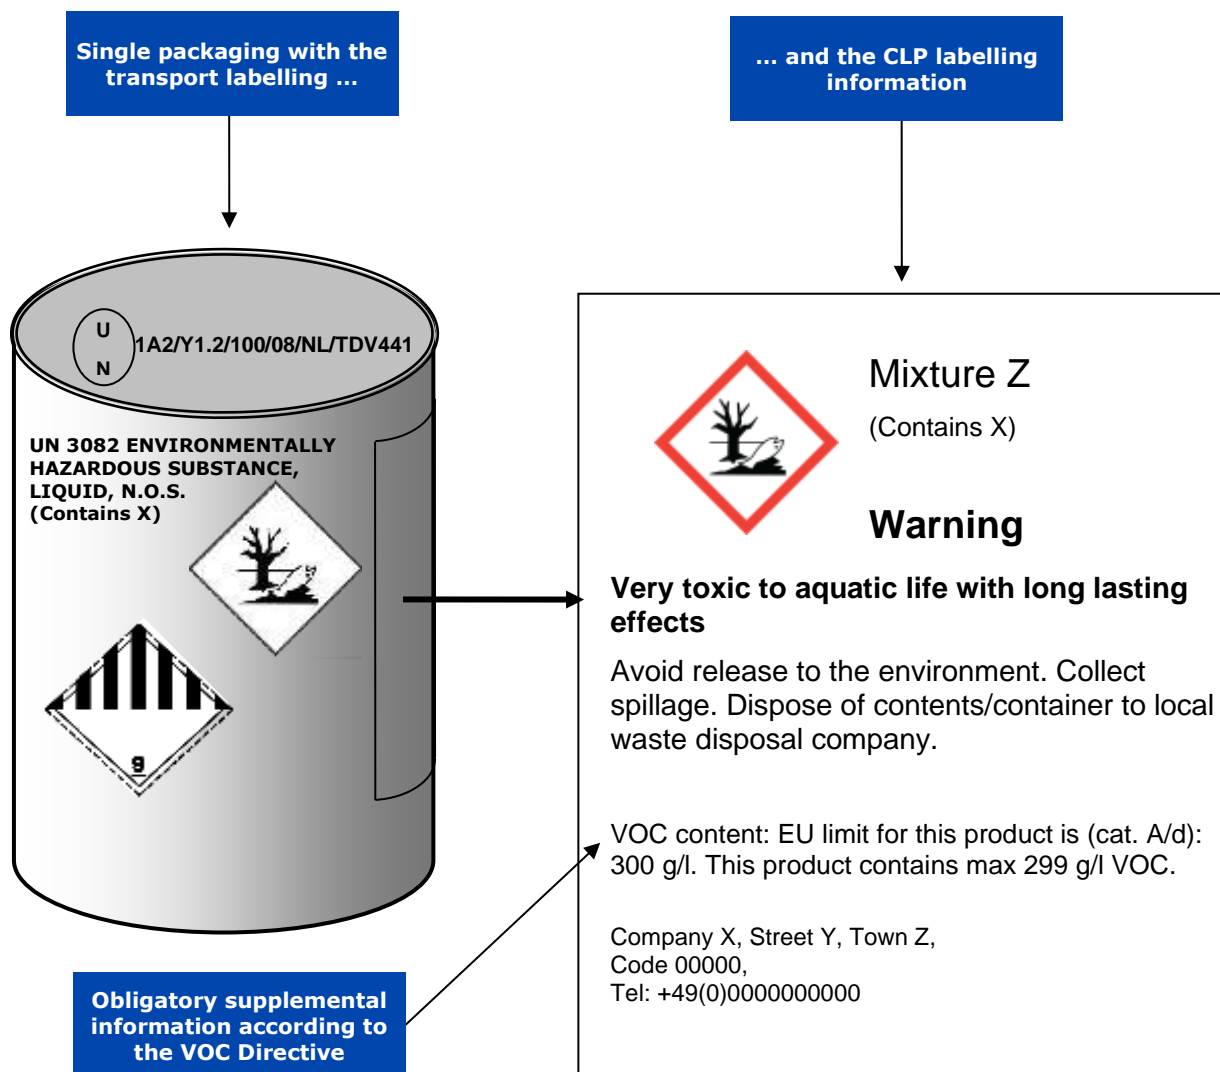 Single packaging with the
transport labelling ...
... and the CLP labelling
information
U
N
1A2/Y1.2/100/08/NL/TDV441
UN 3082 ENVIRONMENTALLY
HAZARDOUS SUBSTANCE,
LIQUID, N.O.S.
(Contains X)
9
Mixture Z
(Contains X)
Warning
Very toxic to aquatic life with long lasting
effects
Avoid release to the environment. Collect
spillage. Dispose of contents/container to local
waste disposal company.
VOC content: EU limit for this product is (cat. A/d):
300 g/l. This product contains max 299 g/l VOC.
Company X, Street Y, Town Z,
Code 00000,
Tel: +49(0)0000000000
Obligatory supplemental
information according to
the VOC Directive